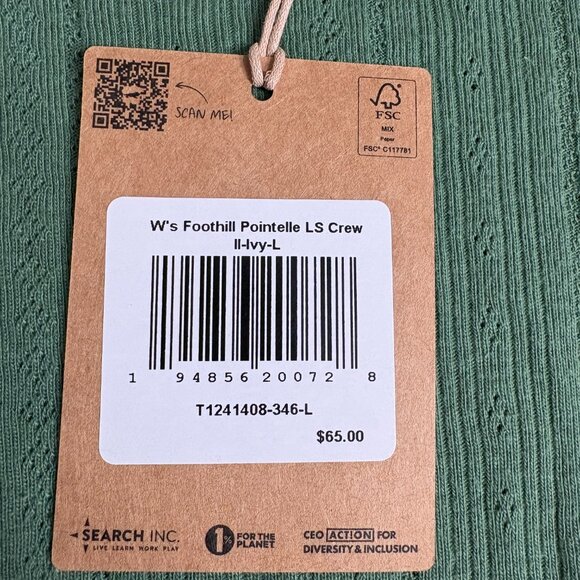 SCAN ME!
FSC
MIX
Paper
FSC® C117781
W's Foothill Pointelle LS Crew
II-Ivy-L
1 94856 20072 8
T1241408-346-L
$65.00
SEARCH INC.
LIVE LEARN WORK PLAY
1% FOR THE
PLANET
CEO ACTION FOR
DIVERSITY & INCLUSION